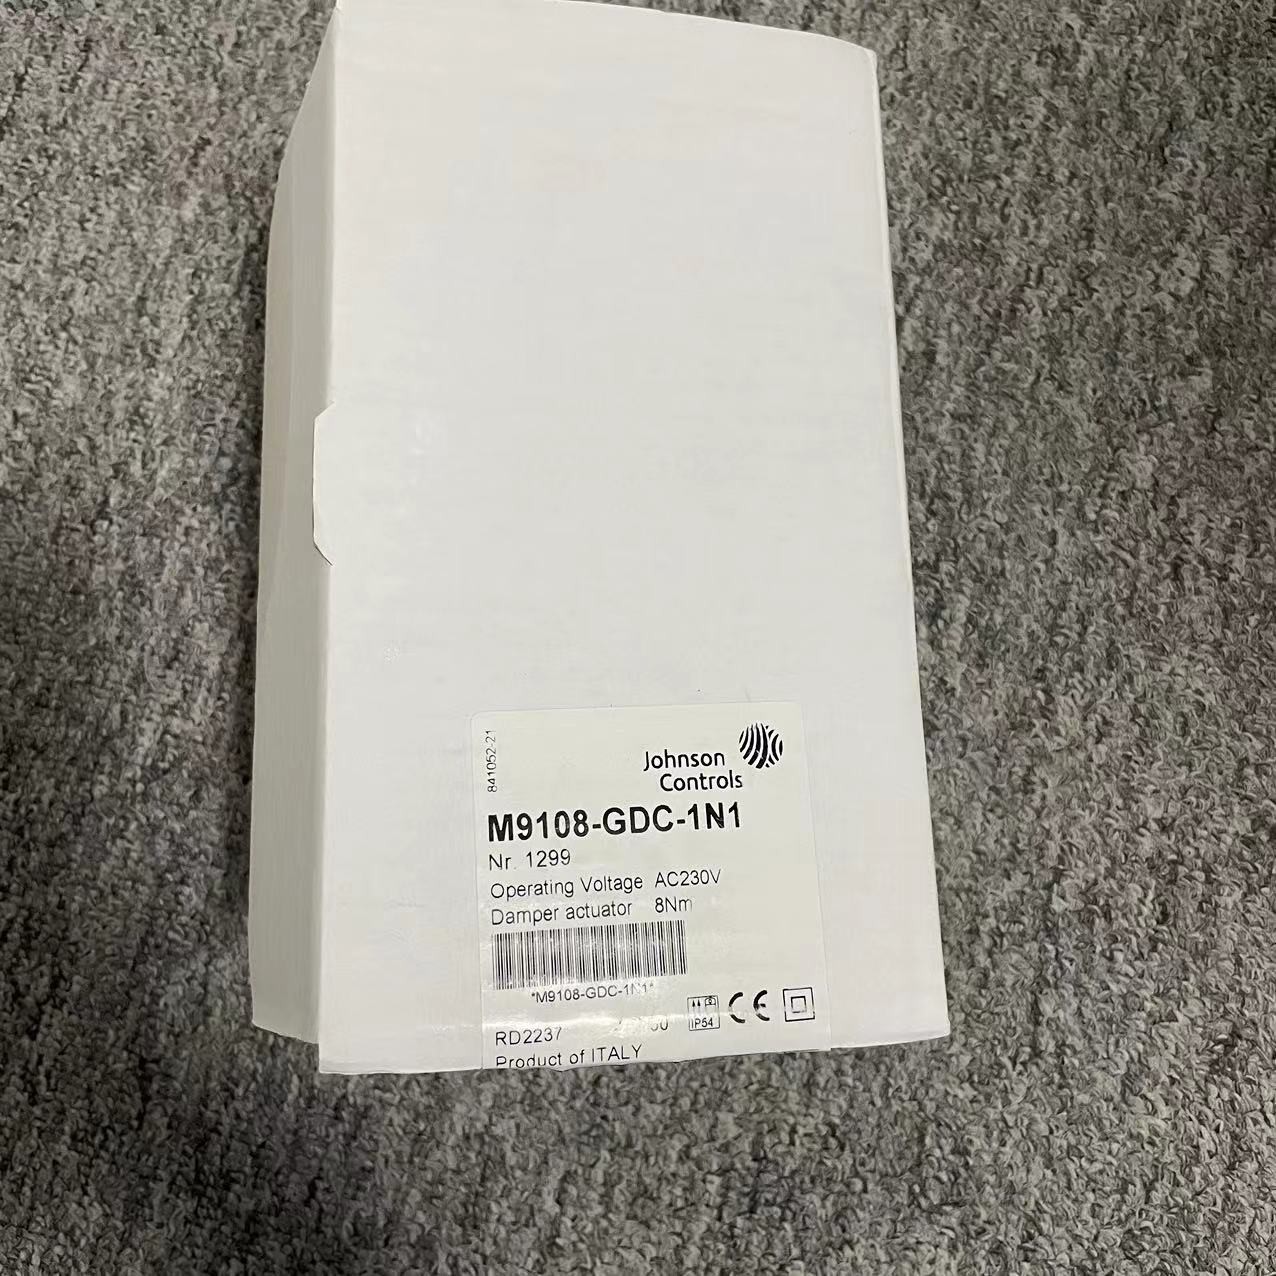 841052-21
Johnson
Controls
M9108-GDC-1N1
Nr. 1299
Operating Voltage AC230V
Damper actuator 8Nm
*M9108-GDC-1N1*
IP54
CE
RD2237
Product of ITALY